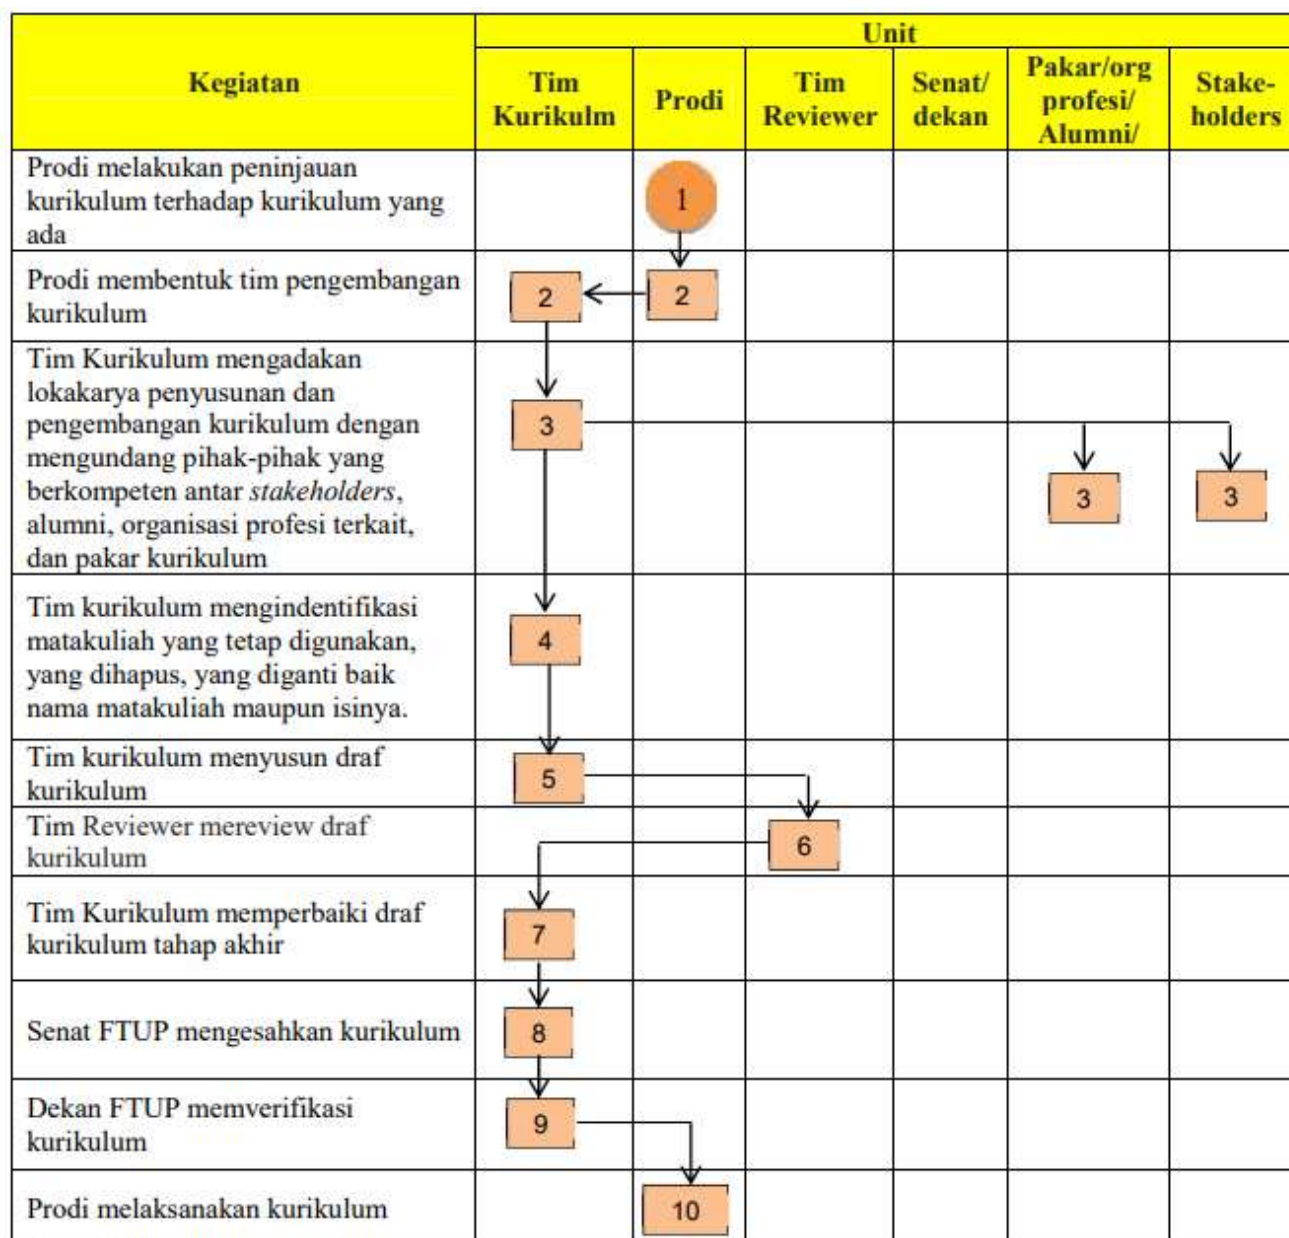 Kegiatan
Unit
Tim
Kurikulm
Prodi
Tim
Reviewer
Senat/
dekan
Pakar/org
profesi/
Alumni/
Stake-
holders
Prodi melakukan peninjauan
kurikulum terhadap kurikulum yang
ada
1
Prodi membentuk tim pengembangan
kurikulum
2
2
Tim Kurikulum mengadakan
lokakarya penyusunan dan
pengembangan kurikulum dengan
mengundang pihak-pihak yang
berkompeten antar stakeholders,
alumni, organisasi profesi terkait,
dan pakar kurikulum
3
3
3
Tim kurikulum mengindentifikasi
matakuliah yang tetap digunakan,
yang dihapus, yang diganti baik
nama matakuliah maupun isinya.
4
Tim kurikulum menyusun draf
kurikulum
5
Tim Reviewer mereview draf
kurikulum
6
Tim Kurikulum memperbaiki draf
kurikulum tahap akhir
7
Senat FTUP mengesahkan kurikulum
8
Dekan FTUP memverifikasi
kurikulum
9
Prodi melaksanakan kurikulum
10